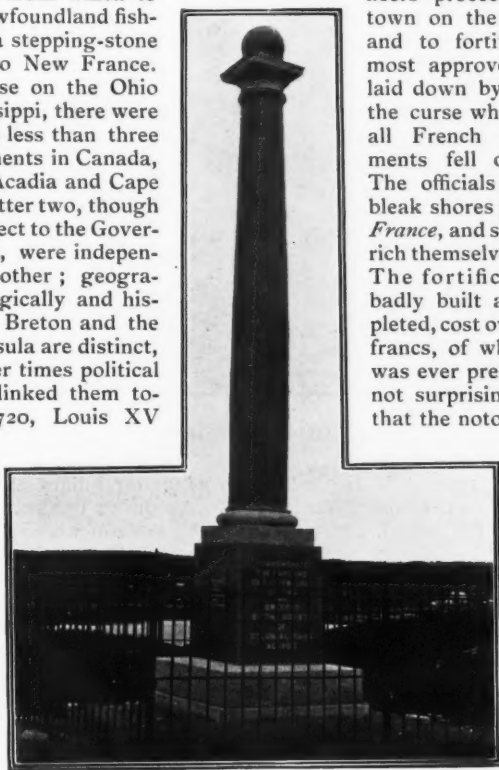 wfoundland fish-
a stepping-stone
o New France.
se on the Ohio
sippi, there were
less than three
nents in Canada,
Acadia and Cape
tter two, though
ect to the Gover-
, were indepen-
other; geogra-
gically and his-
Breton and the
sula are distinct,
er times political
linked them to-
720, Louis XV
town on the
and to fortif
most approve
laid down by
the curse wh
all French
ments fell o
The officials
bleak shores
France, and s
rich themselv
The fortific
badly built a
pleted, cost o
francs, of wl
was ever pre
not surprisin
that the noto